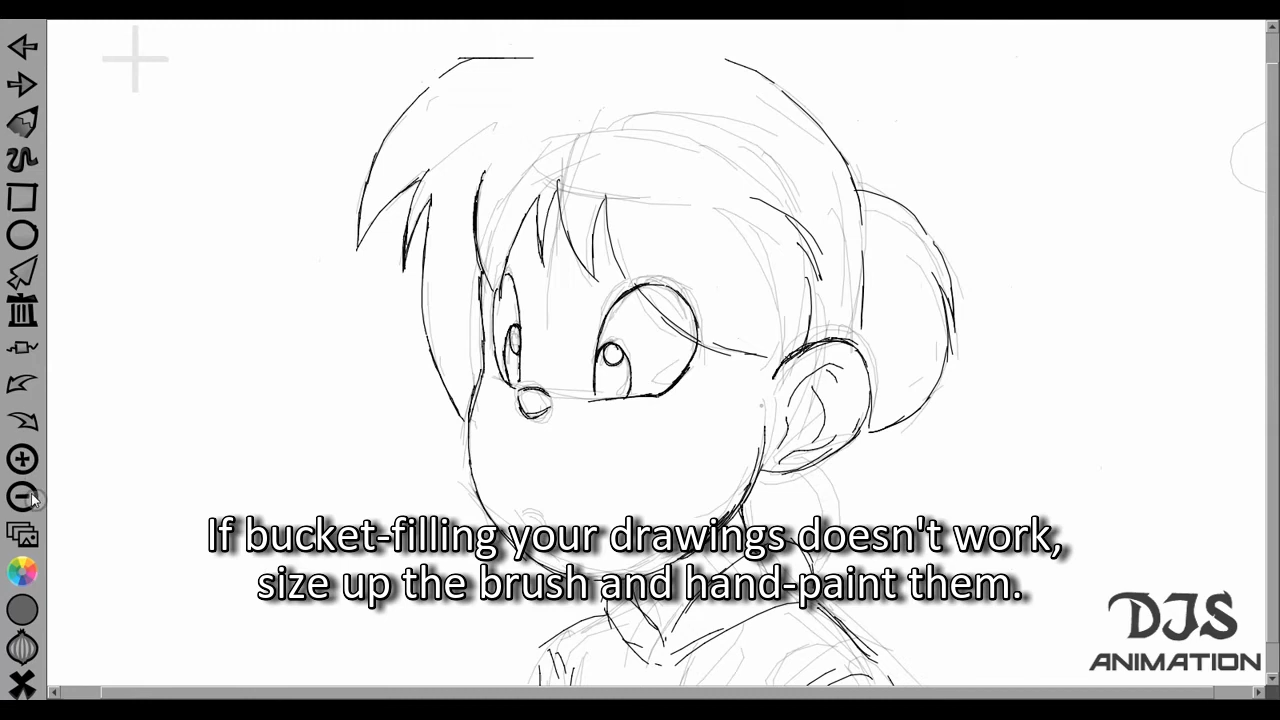 If bucket-filling your drawings doesn't work,
size up the brush and hand-paint them.
DJS
ANIMATION